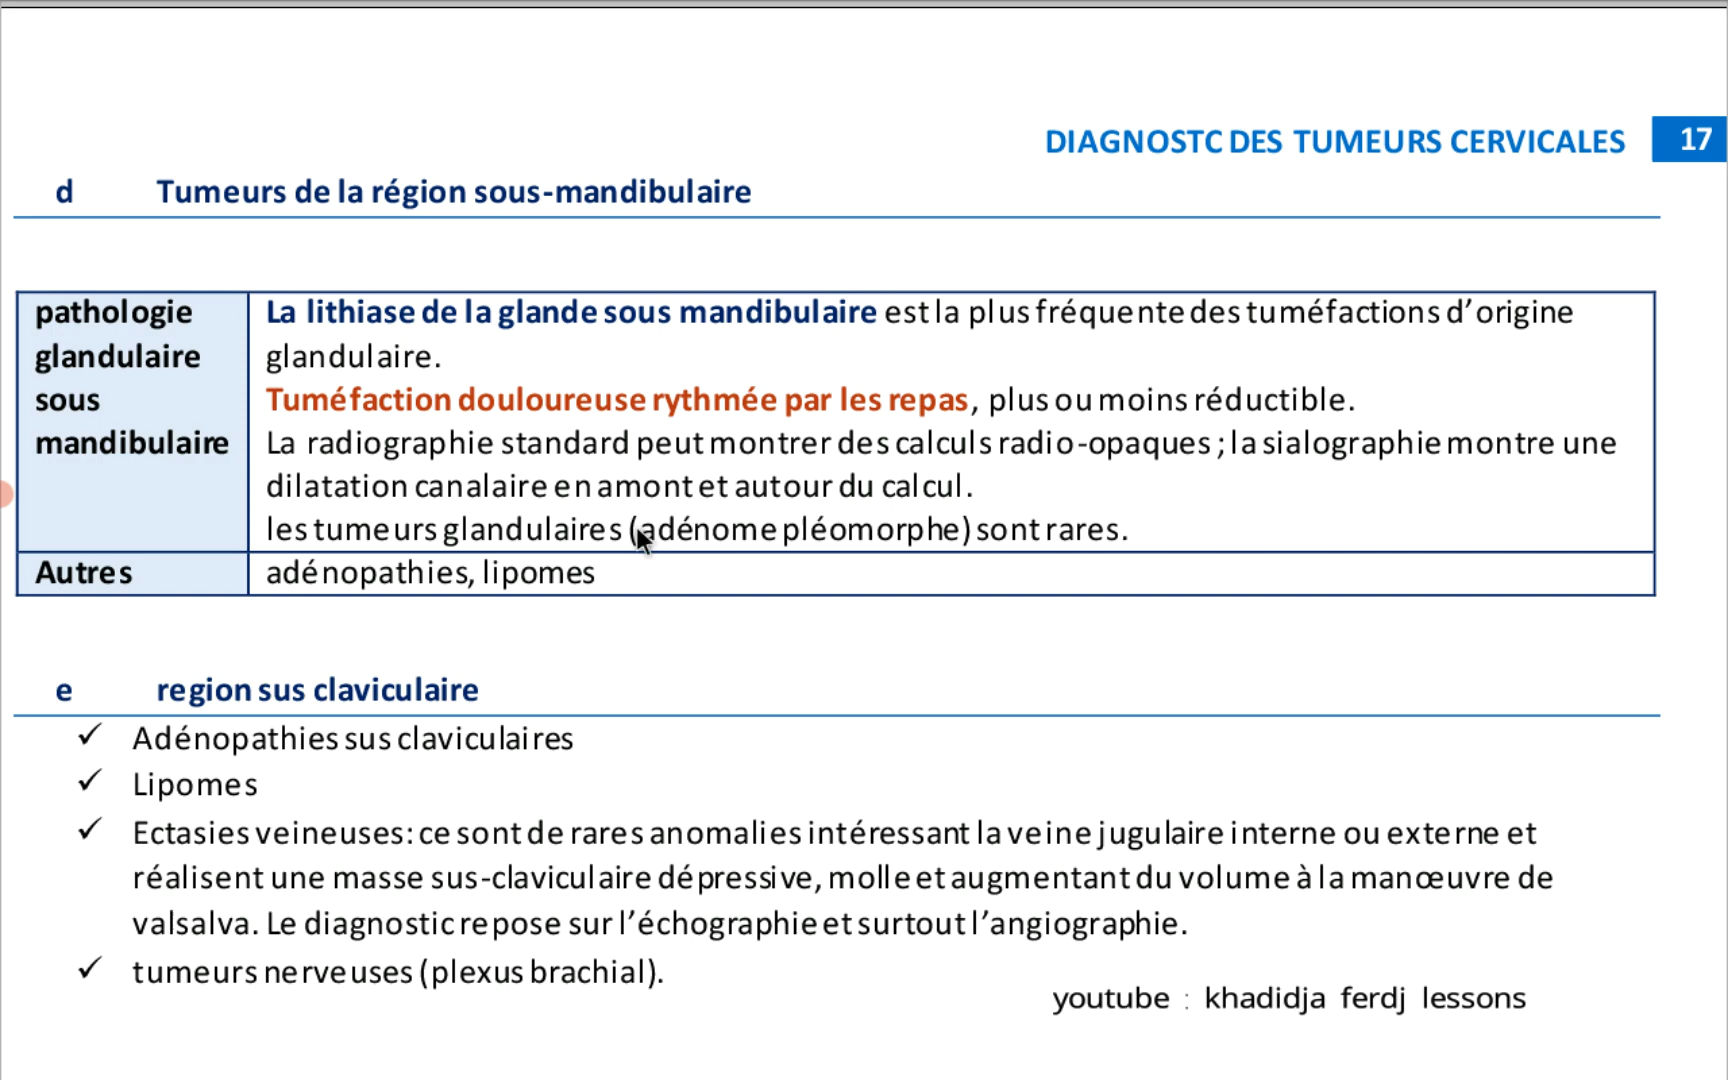 DIAGNOSTC DES TUMEURS CERVICALES 17
d Tumeurs de la région sous-mandibulaire
pathologie glandulaire sous mandibulaire
La lithiase de la glande sous mandibulaire est la plus fréquente des tuméfactions d’origine
glandulaire.
Tuméfaction douloureuse rythmée par les repas, plus ou moins réductible.
La radiographie standard peut montrer des calculs radio-opaques ; la sialographie montre une
dilatation canalaire en amont et autour du calcul.
les tumeurs glandulaires (adénome pléomorphe) sont rares.
Autres adénopathies, lipomes
e region sus claviculaire
✓ Adénopathies sus claviculaires
✓ Lipomes
✓ Ectasies veineuses: ce sont de rares anomalies intéressant la veine jugulaire interne ou externe et
réalisent une masse sus-claviculaire dépressive, molle et augmentant du volume à la manœuvre de
valsalva. Le diagnostic repose sur l’échographie et surtout l’angiographie.
✓ tumeurs nerveuses (plexus brachial).
youtube : khadidja ferdj lessons